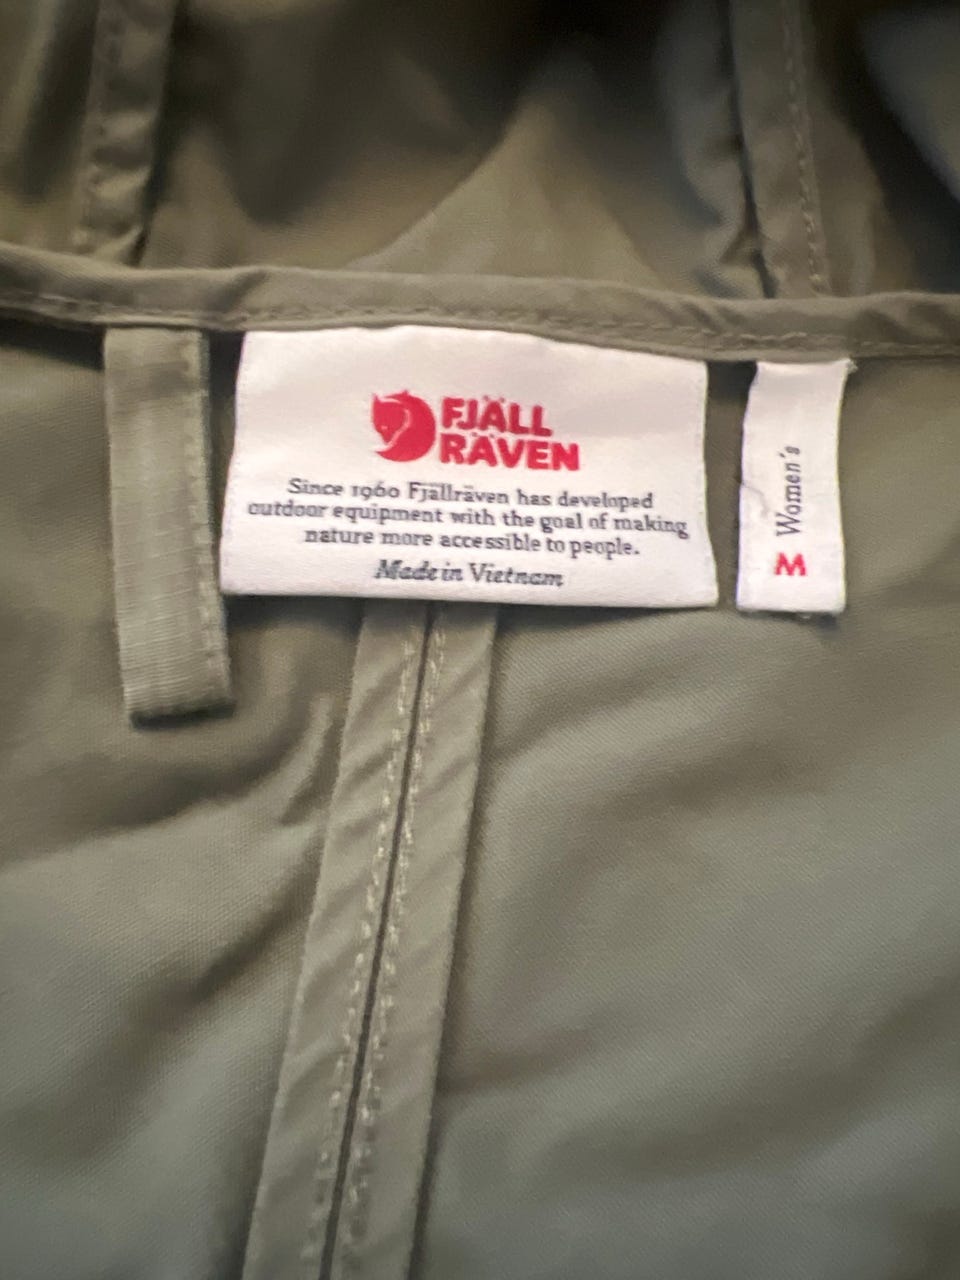 FJÄLL
RÄVEN
Since 1960 Fjällräven has developed
outdoor equipment with the goal of making
nature more accessible to people.
Made in Vietnam
M Women's